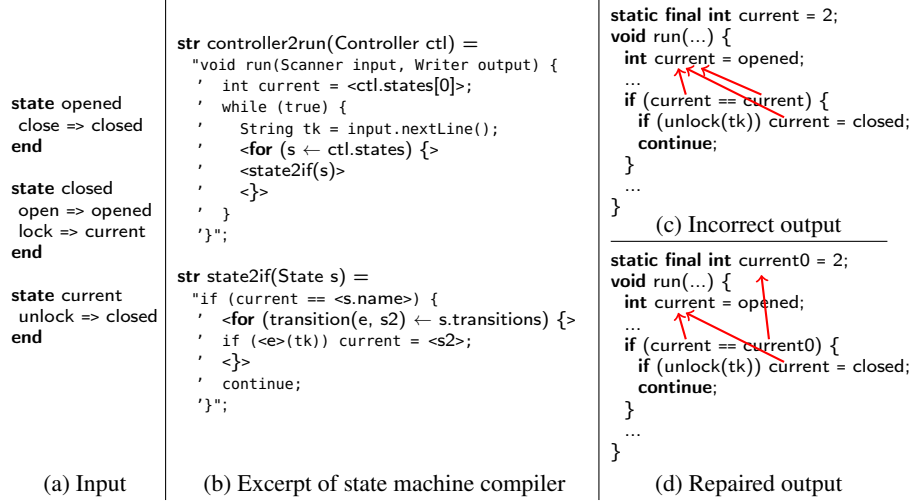 state opened
close => closed
end
state closed
open => opened
lock => current
end
state current
unlock => closed
end
(a) Input
str controller2run(Controller ctl) =
"void run(Scanner input, Writer output) {
'  int current = <ctl.states[0]>;
'  while (true) {
'    String tk = input.nextLine();
'    <for (s ← ctl.states) {>
'    <state2if(s)>
'    <}>
'  }
'}";
str state2if(State s) =
"if (current == <s.name>) {
'  <for (transition(e, s2) ← s.transitions) {>
'  if (<e>(tk)) current = <s2>;
'  <}>
'  continue;
'}";
(b) Excerpt of state machine compiler
static final int current = 2;
void run(...) {
int current = opened;
...
if (current == current) {
if (unlock(tk)) current = closed;
continue;
}
...
}
(c) Incorrect output
static final int current0 = 2;
void run(...) {
int current = opened;
...
if (current == current0) {
if (unlock(tk)) current = closed;
continue;
}
...
}
(d) Repaired output